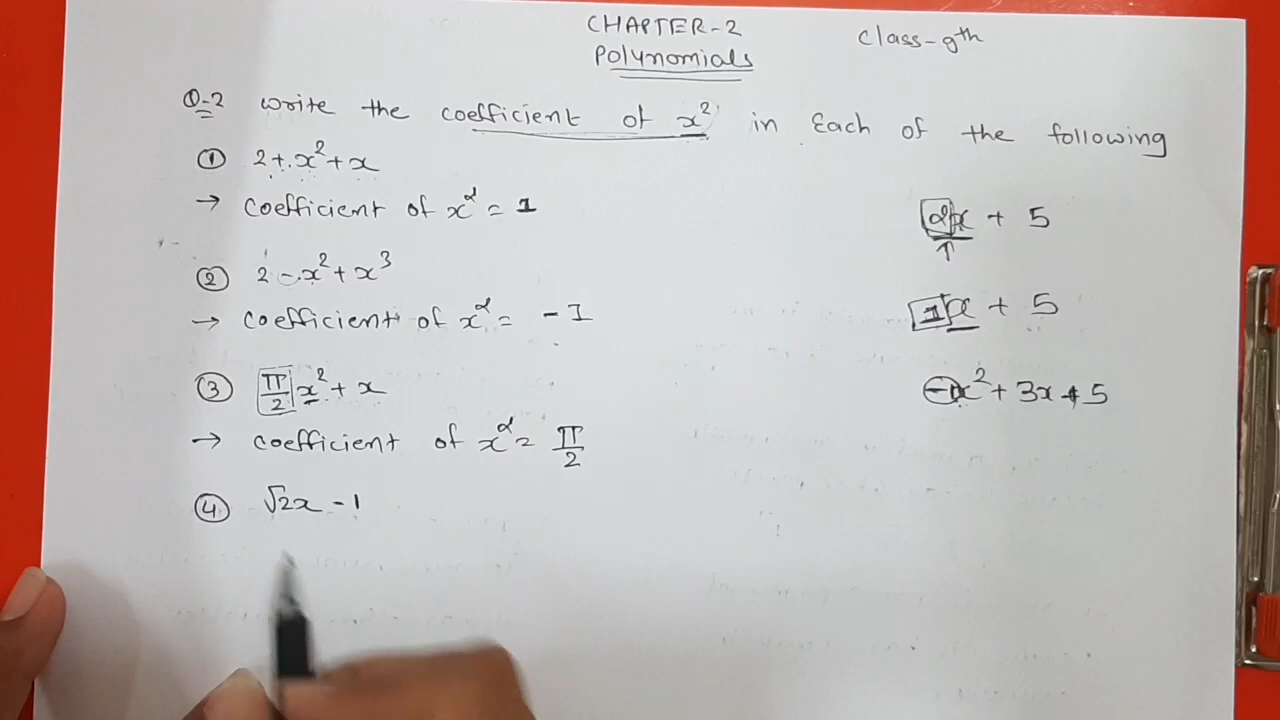 CHAPTER-2
Class-9th
Polynomials
Q-2 write the coefficient of x² in Each of the following
① 2+x²+x
→ coefficient of x² = 1
② 2-x²+x³
→ coefficient of x² = -1
③ π/2 x²+x
→ coefficient of x² = π/2
④ √2x -1
2x + 5
↑
1x + 5
-1x²+3x+5